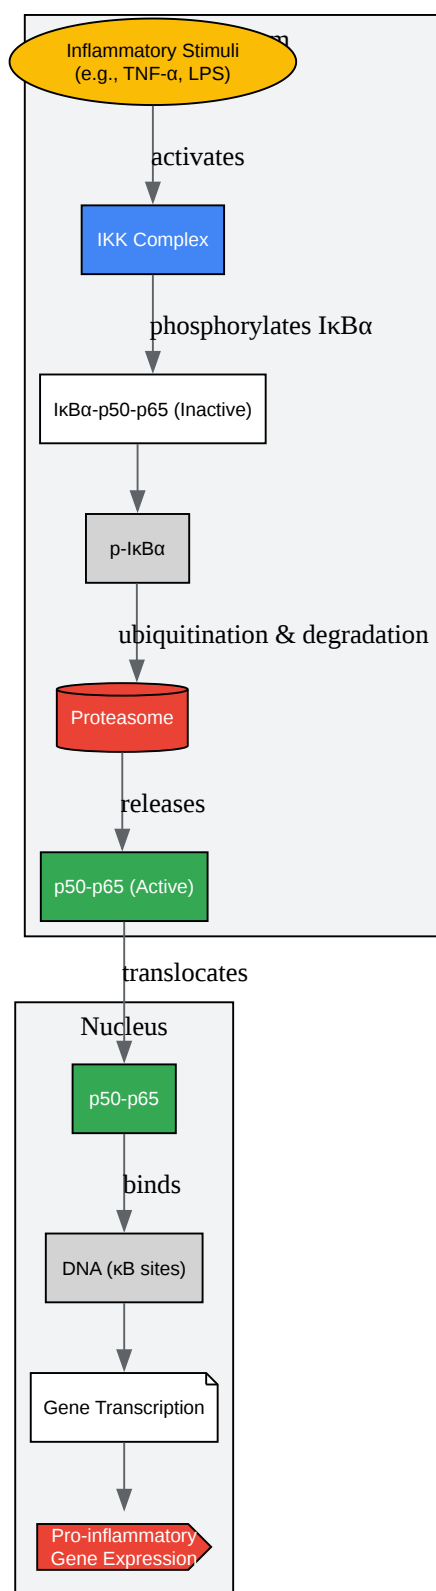 Inflammatory Stimuli
(e.g., TNF-α, LPS)
activates
IKK Complex
phosphorylates IκBα
IκBα-p50-p65 (Inactive)
p-IκBα
ubiquitination & degradation
Proteasome
releases
p50-p65 (Active)
translocates
Nucleus
p50-p65
binds
DNA (κB sites)
Gene Transcription
Pro-inflammatory
Gene Expression